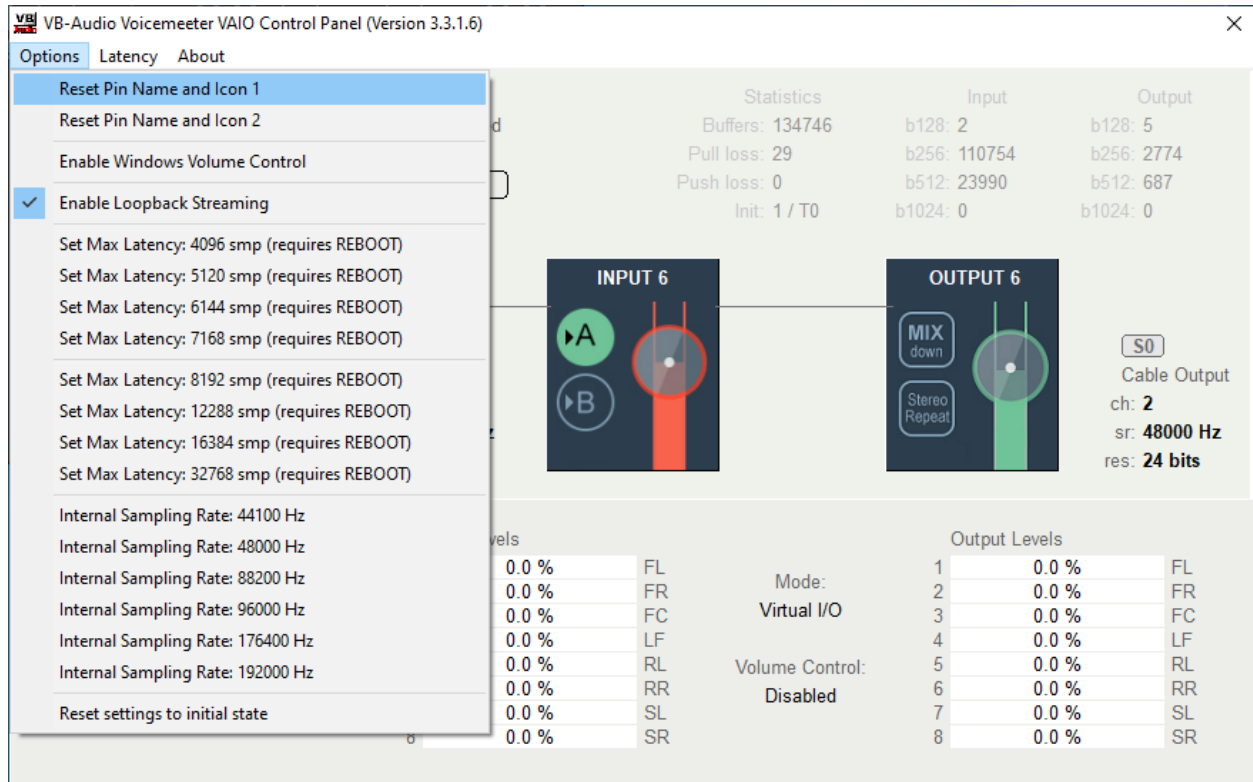 VB-Audio Voicemeeter VAIO Control Panel (Version 3.3.1.6)
Options Latency About
Reset Pin Name and Icon 1
Reset Pin Name and Icon 2
Enable Windows Volume Control
Enable Loopback Streaming
Set Max Latency: 4096 smp (requires REBOOT)
Set Max Latency: 5120 smp (requires REBOOT)
Set Max Latency: 6144 smp (requires REBOOT)
Set Max Latency: 7168 smp (requires REBOOT)
Set Max Latency: 8192 smp (requires REBOOT)
Set Max Latency: 12288 smp (requires REBOOT)
Set Max Latency: 16384 smp (requires REBOOT)
Set Max Latency: 32768 smp (requires REBOOT)
Internal Sampling Rate: 44100 Hz
Internal Sampling Rate: 48000 Hz
Internal Sampling Rate: 88200 Hz
Internal Sampling Rate: 96000 Hz
Internal Sampling Rate: 176400 Hz
Internal Sampling Rate: 192000 Hz
Reset settings to initial state
Statistics Input Output
Buffers: 134746 b128: 2 b128: 5
Pull loss: 29 b256: 110754 b256: 2774
Push loss: 0 b512: 23990 b512: 687
Init: 1 / T0 b1024: 0 b1024: 0
INPUT 6
A
B
OUTPUT 6
MIX
down
Stereo
Repeat
S0
Cable Output
ch: 2
sr: 48000 Hz
res: 24 bits
Output Levels
0.0 % FL
0.0 % FR
0.0 % FC
0.0 % LF
0.0 % RL
0.0 % RR
0.0 % SL
0.0 % SR
Mode:
Virtual I/O
Volume Control:
Disabled
1 0.0 % FL
2 0.0 % FR
3 0.0 % FC
4 0.0 % LF
5 0.0 % RL
6 0.0 % RR
7 0.0 % SL
8 0.0 % SR